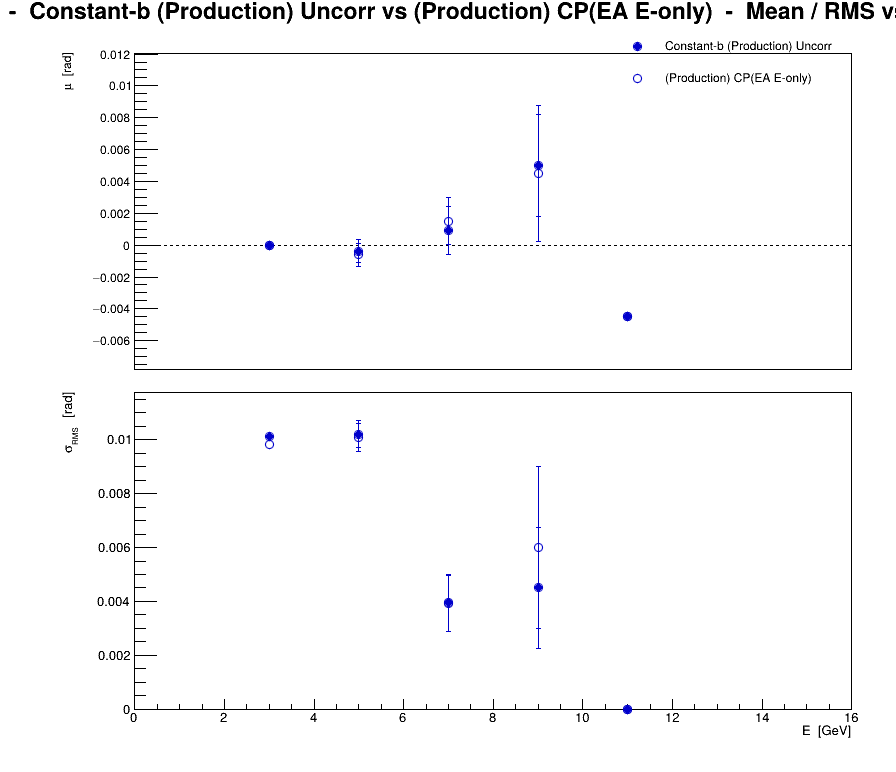 - Constant-b (Production) Uncorr vs (Production) CP(EA E-only) - Mean / RMS vs
Constant-b (Production) Uncorr
(Production) CP(EA E-only)
μ [rad]
0.012
0.01
0.008
0.006
0.004
0.002
0
−0.002
−0.004
−0.006
σRMS [rad]
0.01
0.008
0.006
0.004
0.002
0
0 2 4 6 8 10 12 14 16
E [GeV]